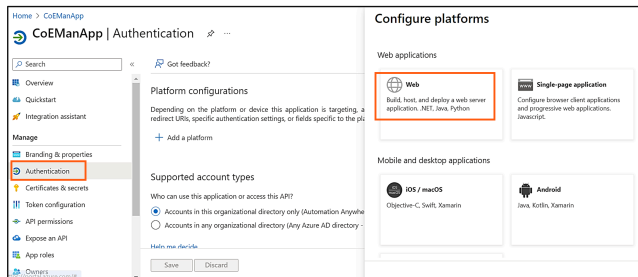 Home > CoEManApp
CoEManApp | Authentication
Search
Got feedback?
Overview
Quickstart
Integration assistant
Manage
Branding & properties
Authentication
Certificates & secrets
Token configuration
API permissions
Expose an API
App roles
Owners
Platform configurations
Depending on the platform or device this application is targeting, a
redirect URIs, specific authentication settings, or fields specific to the pla
Add a platform
Supported account types
Who can use this application or access this API?
Accounts in this organizational directory only (Automation Anywhe
Accounts in any organizational directory (Any Azure AD directory -
Help me decide
Save
Discard
Configure platforms
Web applications
Web
Build, host, and deploy a web server
application. .NET, Java, Python
Single-page application
Configure browser client applications
and progressive web applications.
Javascript.
Mobile and desktop applications
iOS / macOS
Objective-C, Swift, Xamarin
Android
Java, Kotlin, Xamarin